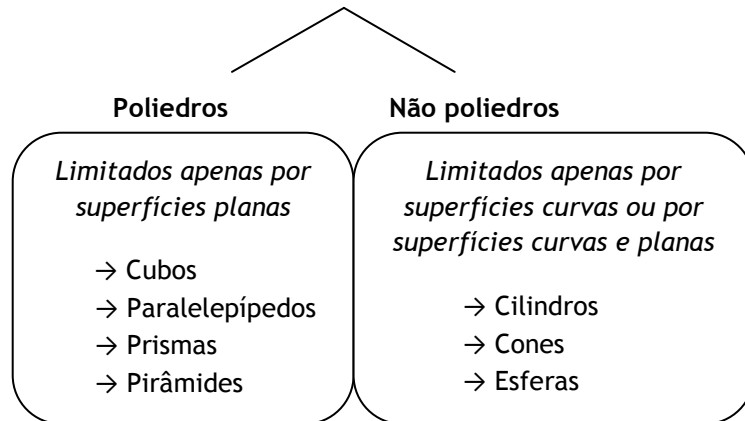 Poliedros
Não poliedros
Limitados apenas por
superfícies planas
→ Cubos
→ Paralelepípedos
→ Prismas
→ Pirâmides
Limitados apenas por
superfícies curvas ou por
superfícies curvas e planas
→ Cilindros
→ Cones
→ Esferas